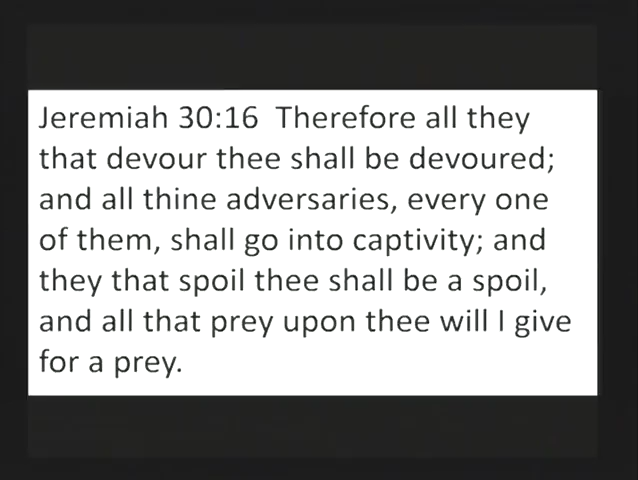 Jeremiah 30:16  Therefore all they
that devour thee shall be devoured;
and all thine adversaries, every one
of them, shall go into captivity; and
they that spoil thee shall be a spoil,
and all that prey upon thee will I give
for a prey.